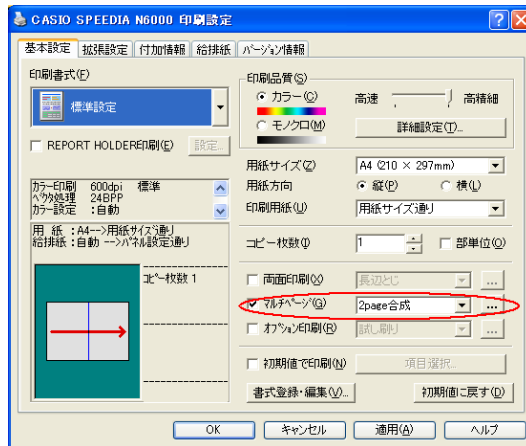 CASIO SPEEDIA N6000 印刷設定
基本設定 拡張設定 付加情報 給排紙 バージョン情報
印刷書式(F)
標準設定
REPORT HOLDER印刷(E) 設定...
カラー印刷 600dpi 標準
ベクタ処理 24BPP
カラー設定 :自動
用 紙 :A4-->用紙サイズ通り
給排紙:自動 -->パネル設定通り
コピー枚数 1
印刷品質(S)
カラー(C) 高速 高精細
モノクロ(M) 詳細設定(T)...
用紙サイズ(Z) A4 (210 × 297mm)
用紙方向 縦(P) 横(L)
印刷用紙(U) 用紙サイズ通り
コピー枚数(I) 1 部単位(O)
両面印刷(X) 長辺とじ ...
マルチページ(G) 2page合成 ...
オプション印刷(R) 試し刷り ...
初期値で印刷(N) 項目選択...
書式登録・編集(V)... 初期値に戻す(D)
OK キャンセル 適用(A) ヘルプ